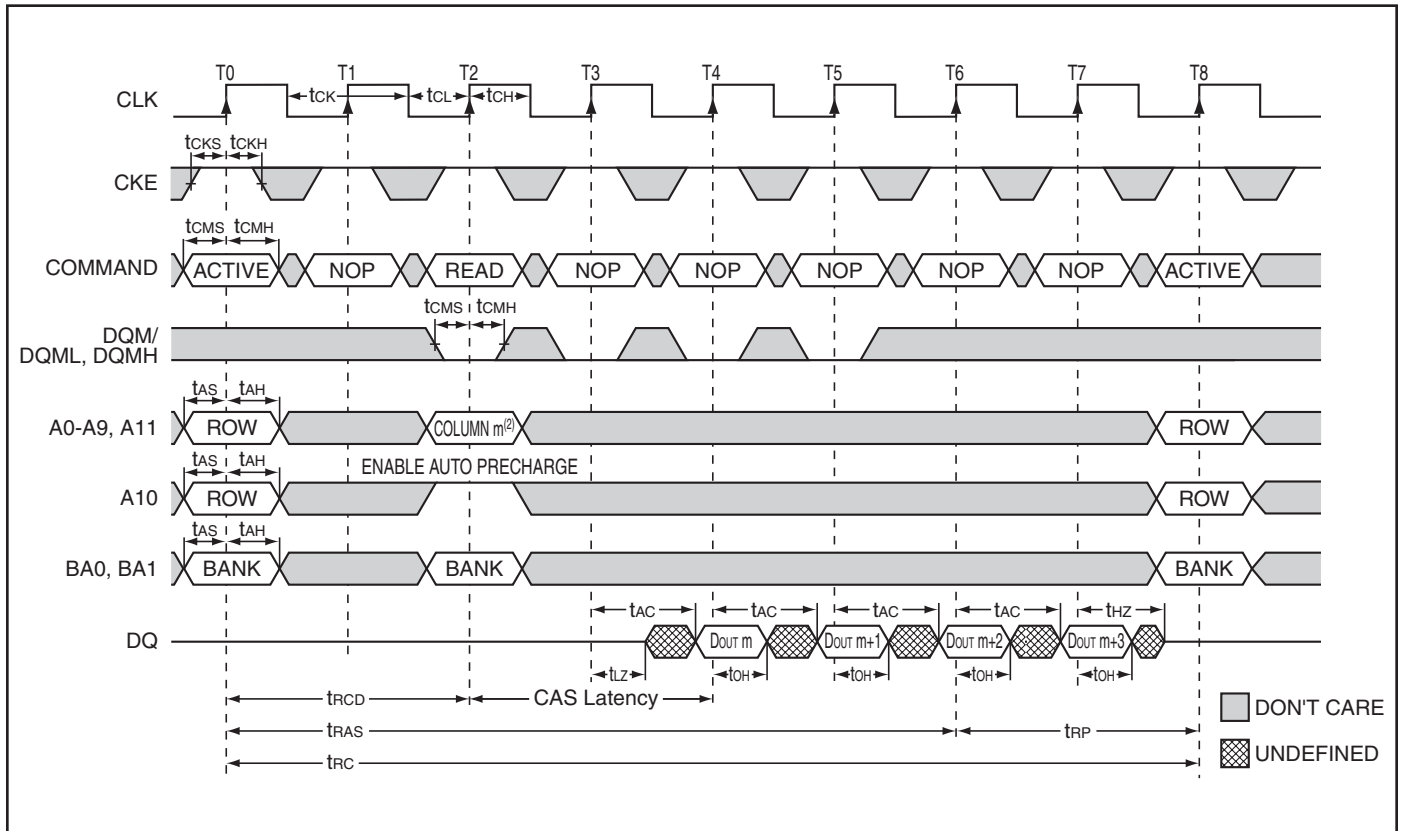 T0 T1 T2 T3 T4 T5 T6 T7 T8
CLK tCK tCL tCH
tCKS tCKH
CKE
tCMS tCMH
COMMAND ACTIVE NOP READ NOP NOP NOP NOP NOP ACTIVE
tCMS tCMH
DQM/
DQML, DQMH
tAS tAH
A0-A9, A11 ROW COLUMN m(2) ROW
tAS tAH ENABLE AUTO PRECHARGE
A10 ROW ROW
tAS tAH
BA0, BA1 BANK BANK BANK
tAC tAC tAC tAC tHZ
DQ DOUT m DOUT m+1 DOUT m+2 DOUT m+3
tLZ tOH tOH tOH tOH
tRCD CAS Latency
DON'T CARE
tRAS tRP
UNDEFINED
tRC